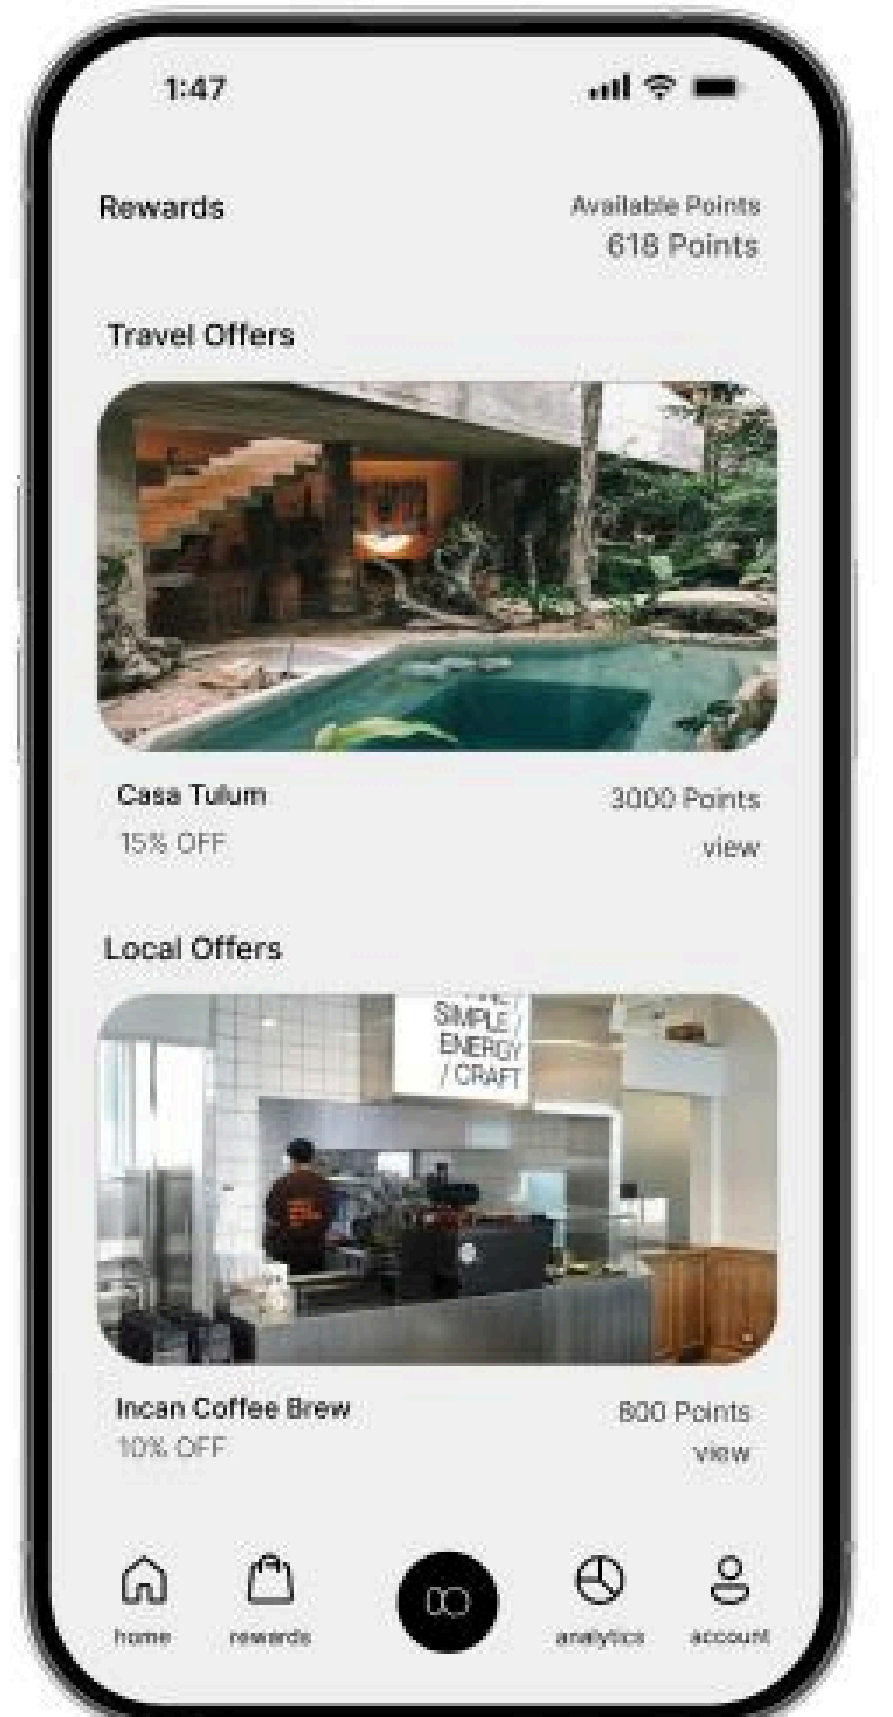 1:47
Rewards
Available Points
618 Points
Travel Offers
Casa Tulum
3000 Points
15% OFF
view
Local Offers
SIMPLE /
ENERGY
/ CRAFT
Incan Coffee Brew
800 Points
10% OFF
view
home
rewards
analytics
account